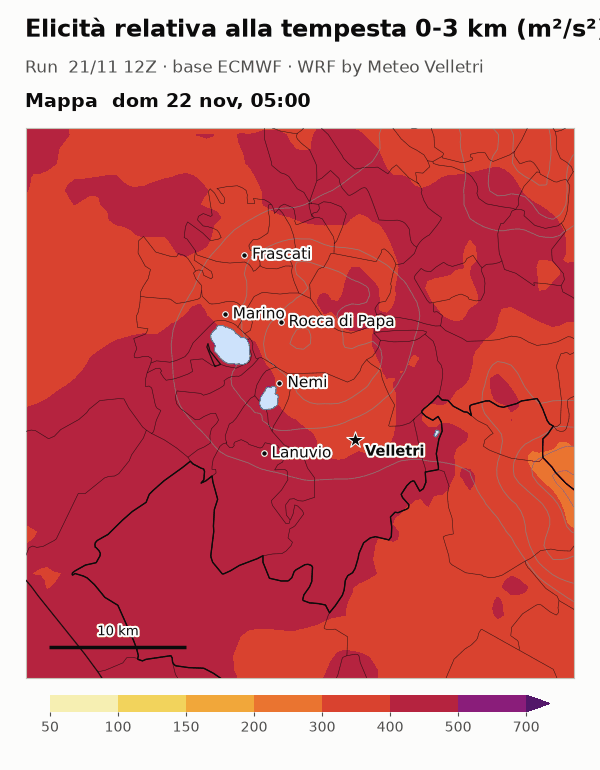 Elicità relativa alla tempesta 0-3 km (m²/s²)
Run  21/11 12Z · base ECMWF · WRF by Meteo Velletri
Mappa  dom 22 nov, 05:00
Frascati
Marino
Rocca di Papa
Nemi
Velletri
Lanuvio
10 km
50 100 150 200 300 400 500 700